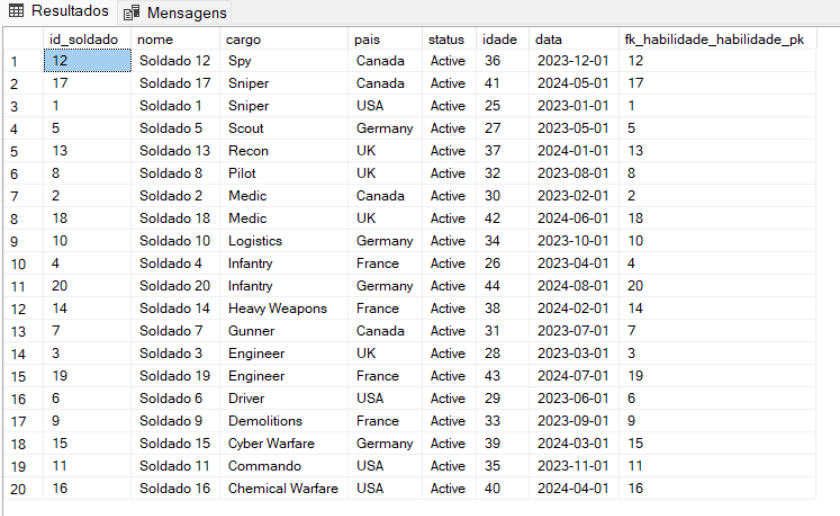 Resultados Mensagens
id_soldado nome cargo pais status idade data fk_habilidade_habilidade_pk
1 12 Soldado 12 Spy Canada Active 36 2023-12-01 12
2 17 Soldado 17 Sniper Canada Active 41 2024-05-01 17
3 1 Soldado 1 Sniper USA Active 25 2023-01-01 1
4 5 Soldado 5 Scout Germany Active 27 2023-05-01 5
5 13 Soldado 13 Recon UK Active 37 2024-01-01 13
6 8 Soldado 8 Pilot UK Active 32 2023-08-01 8
7 2 Soldado 2 Medic Canada Active 30 2023-02-01 2
8 18 Soldado 18 Medic UK Active 42 2024-06-01 18
9 10 Soldado 10 Logistics Germany Active 34 2023-10-01 10
10 4 Soldado 4 Infantry France Active 26 2023-04-01 4
11 20 Soldado 20 Infantry Germany Active 44 2024-08-01 20
12 14 Soldado 14 Heavy Weapons France Active 38 2024-02-01 14
13 7 Soldado 7 Gunner Canada Active 31 2023-07-01 7
14 3 Soldado 3 Engineer UK Active 28 2023-03-01 3
15 19 Soldado 19 Engineer France Active 43 2024-07-01 19
16 6 Soldado 6 Driver USA Active 29 2023-06-01 6
17 9 Soldado 9 Demolitions France Active 33 2023-09-01 9
18 15 Soldado 15 Cyber Warfare Germany Active 39 2024-03-01 15
19 11 Soldado 11 Commando USA Active 35 2023-11-01 11
20 16 Soldado 16 Chemical Warfare USA Active 40 2024-04-01 16